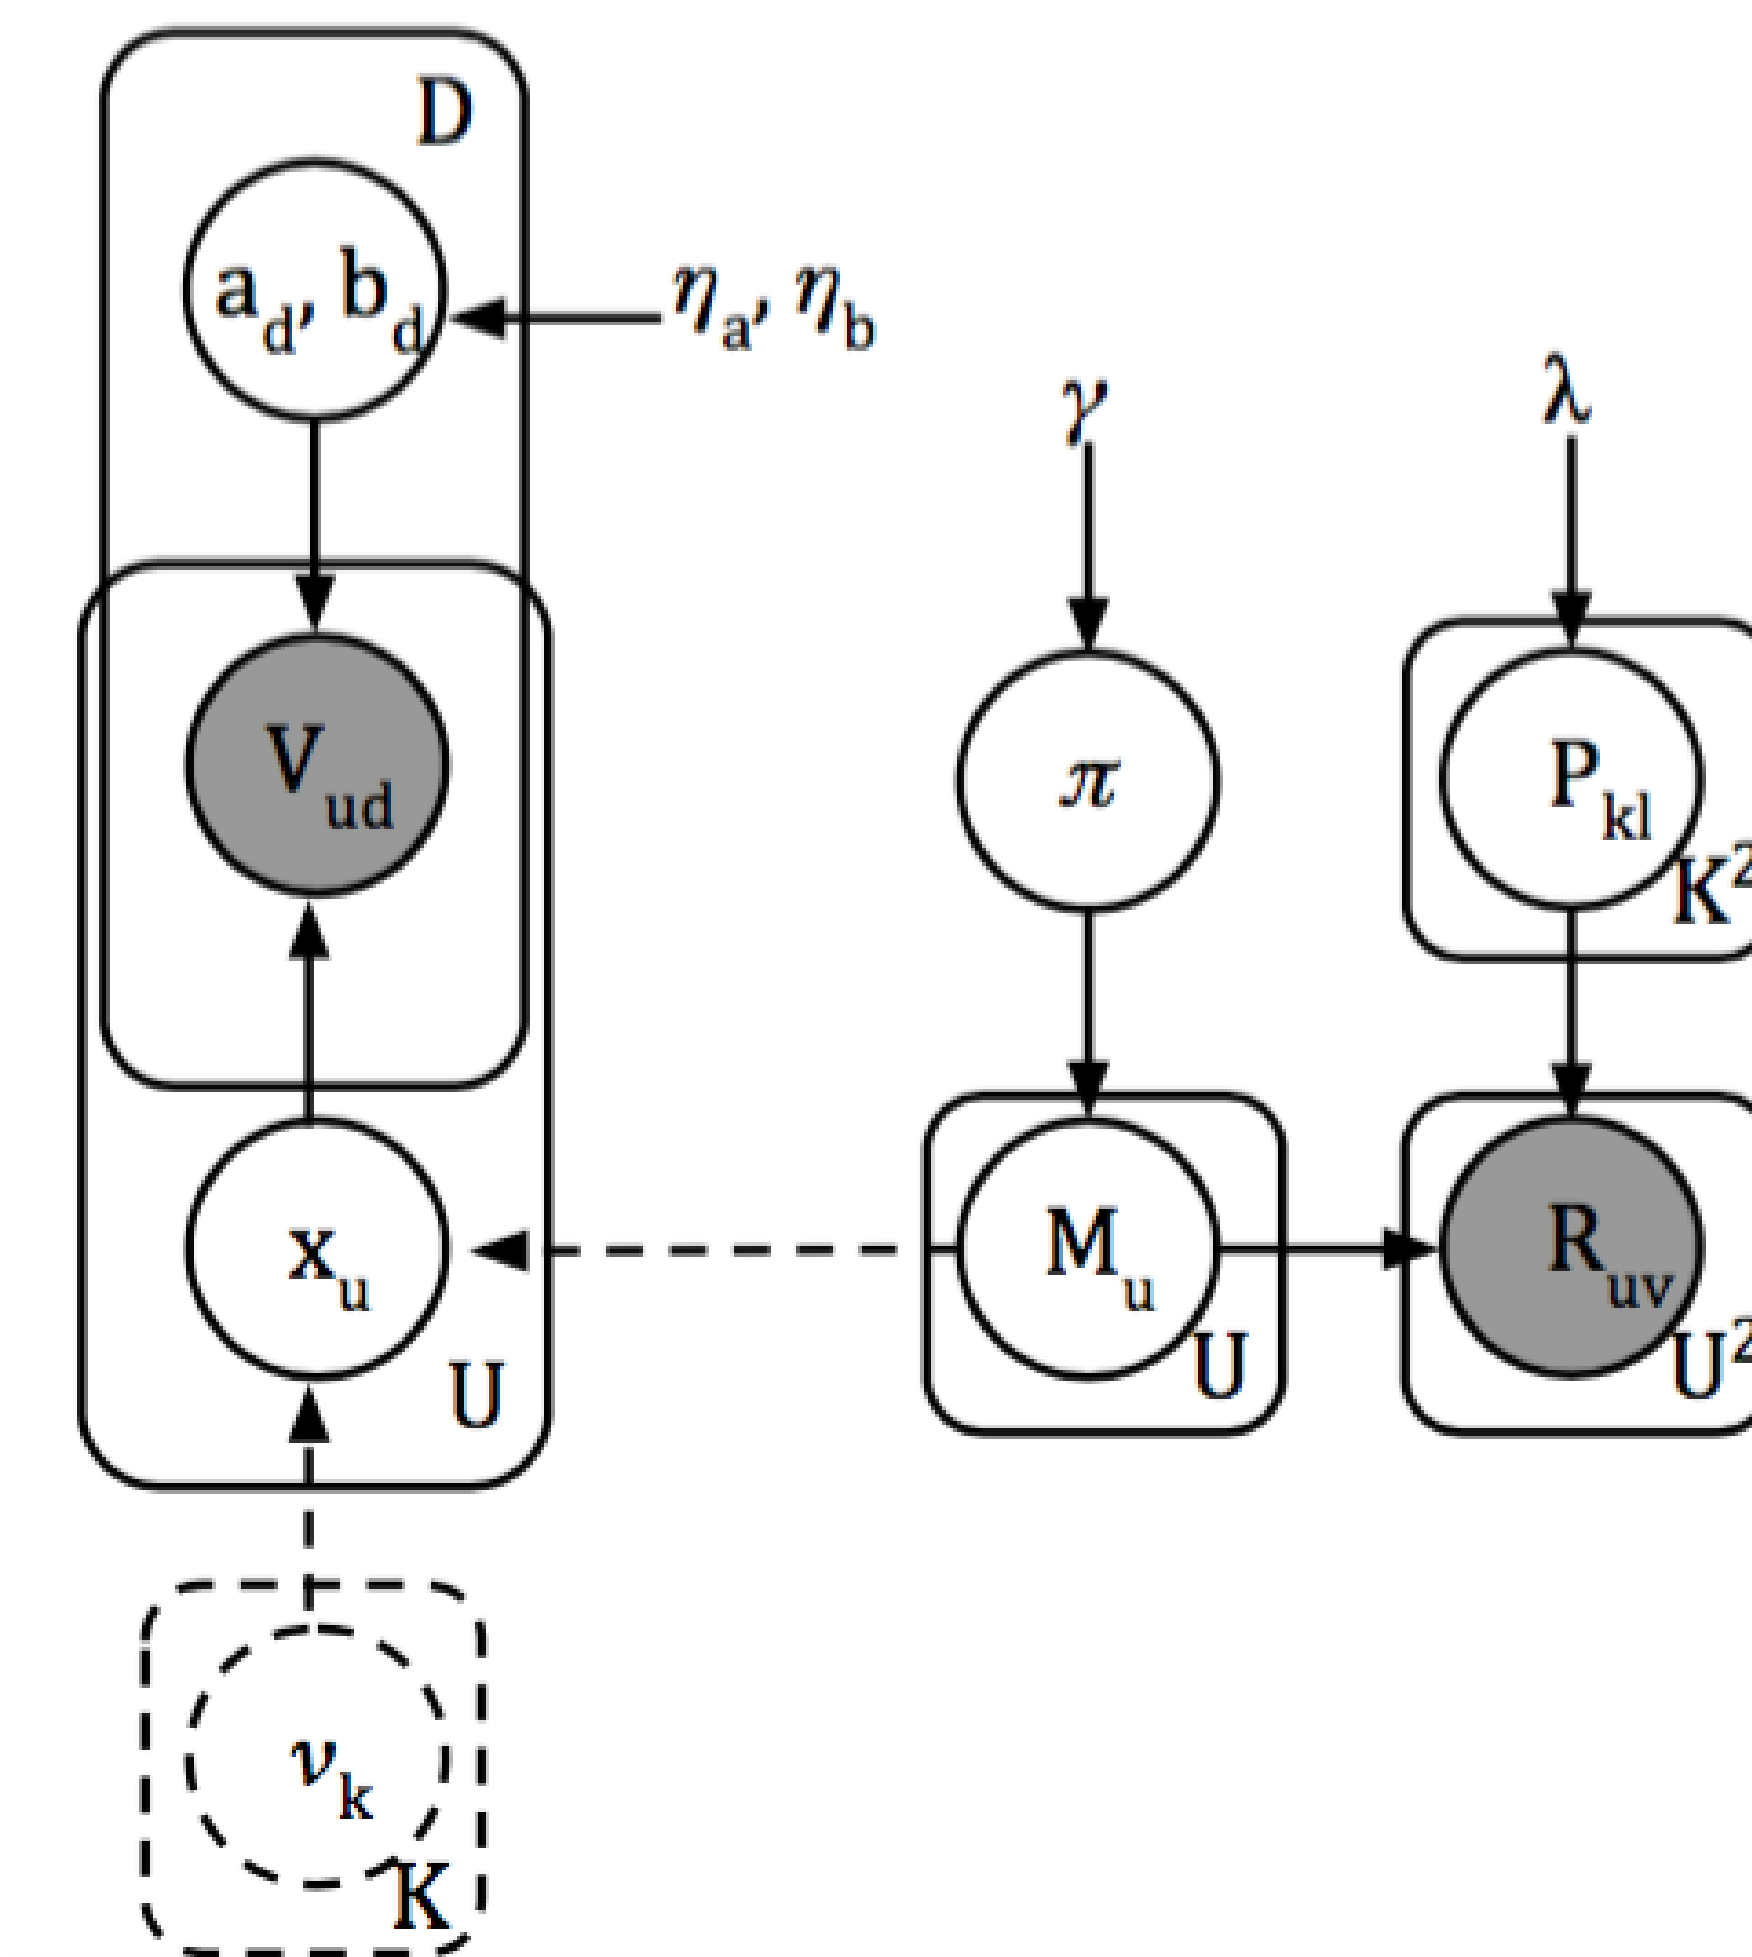 D
a_d, b_d
η_a, η_b
γ
λ
V_ud
π
P_kl
K²
x_u
U
M_u
U
R_uv
U²
ν_k
K